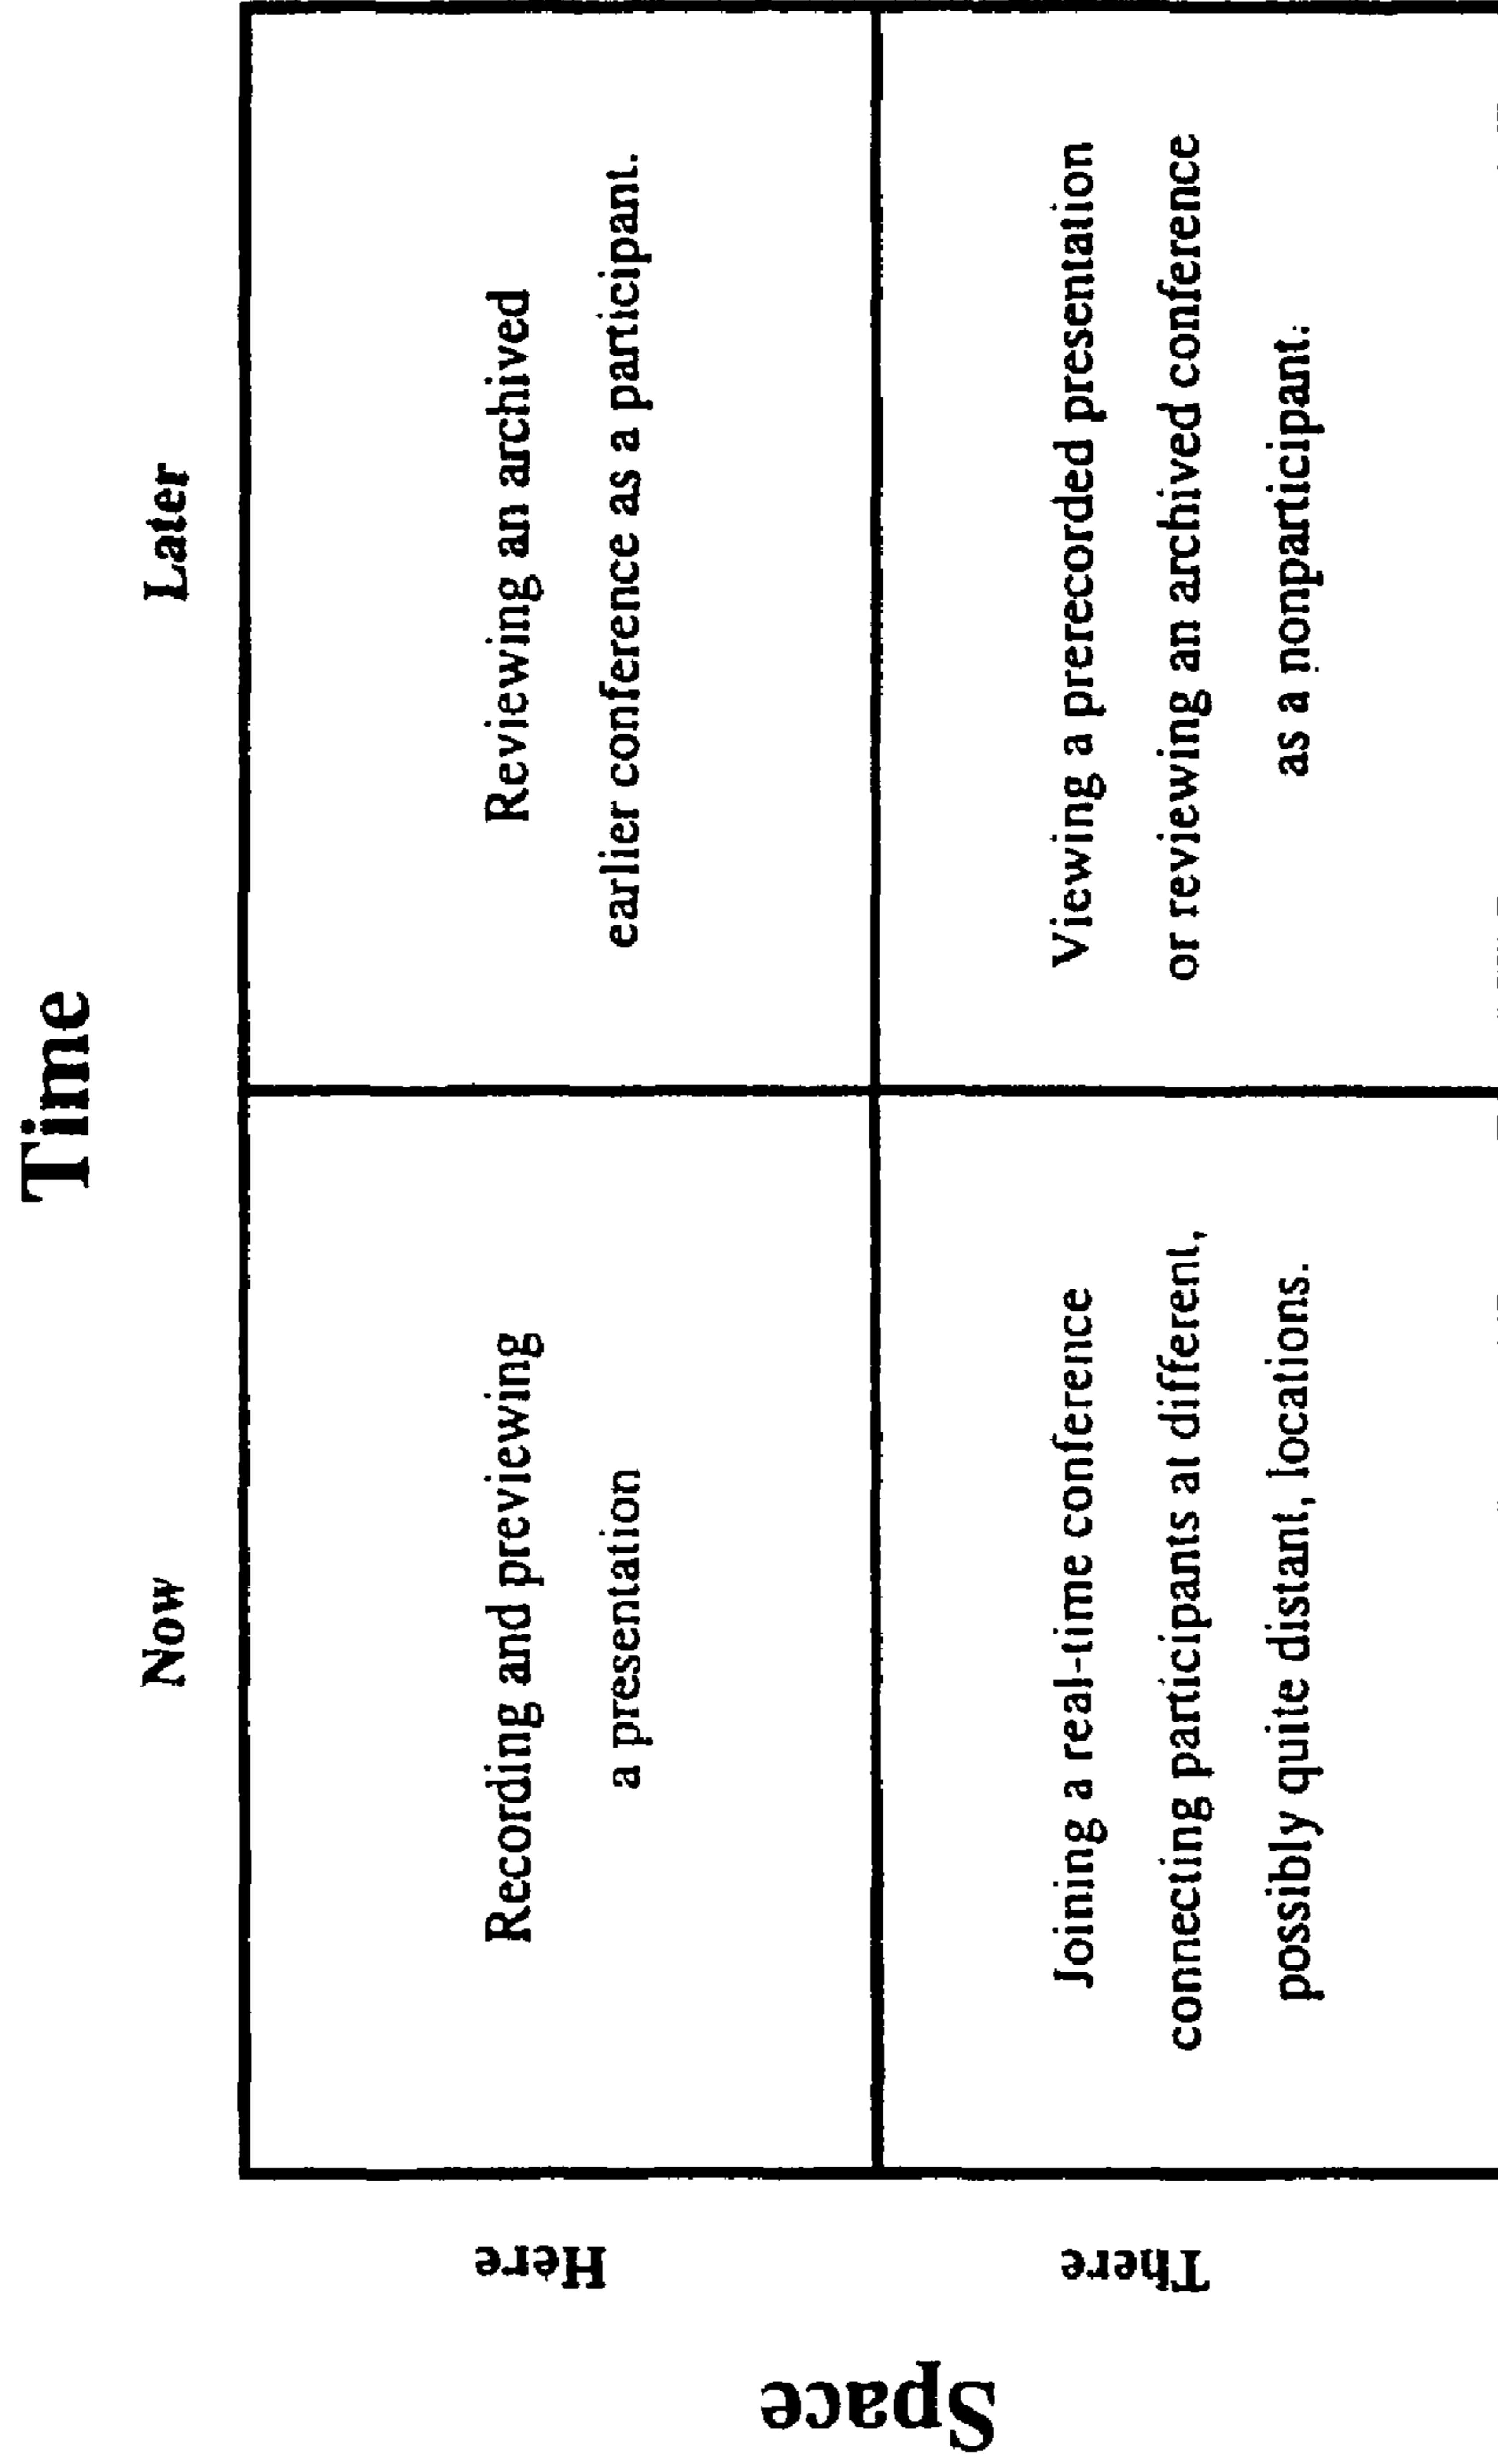 Time
Now
Later
Space
Here
Recording and previewing
a presentation
Reviewing an archived
earlier conference as a participant.
There
Joining a real-time conference
connecting participants at different,
possibly quite distant, locations.
Viewing a prerecorded presentation
or reviewing an archived conference
as a nonparticipant.